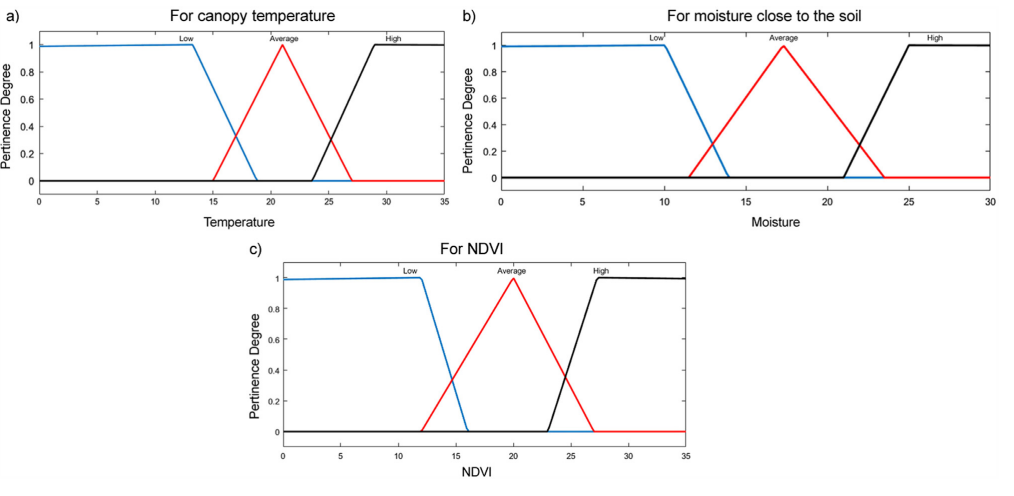 a) For canopy temperature
Low Average High
1
0.8
0.6
0.4
0.2
0
Pertinence Degree
0 5 10 15 20 25 30 35
Temperature
b) For moisture close to the soil
Low Average High
1
0.8
0.6
0.4
0.2
0
Pertinence Degree
0 5 10 15 20 25 30
Moisture
c) For NDVI
Low Average High
1
0.8
0.6
0.4
0.2
0
Pertinence Degree
0 5 10 15 20 25 30 35
NDVI